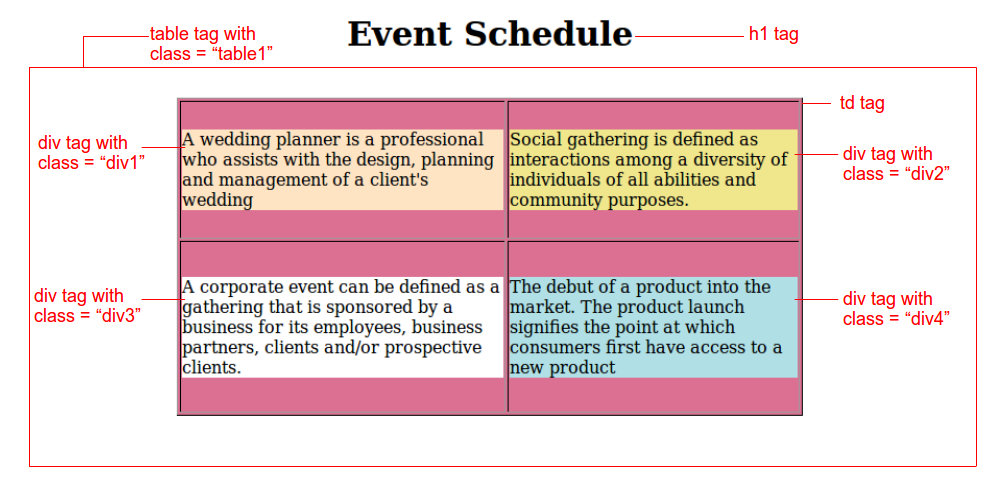 table tag with
class = “table1”
Event Schedule
h1 tag
td tag
div tag with
class = “div1”
A wedding planner is a professional
who assists with the design, planning
and management of a client's
wedding
Social gathering is defined as
interactions among a diversity of
individuals of all abilities and
community purposes.
div tag with
class = “div2”
div tag with
class = “div3”
A corporate event can be defined as a
gathering that is sponsored by a
business for its employees, business
partners, clients and/or prospective
clients.
The debut of a product into the
market. The product launch
signifies the point at which
consumers first have access to a
new product
div tag with
class = “div4”